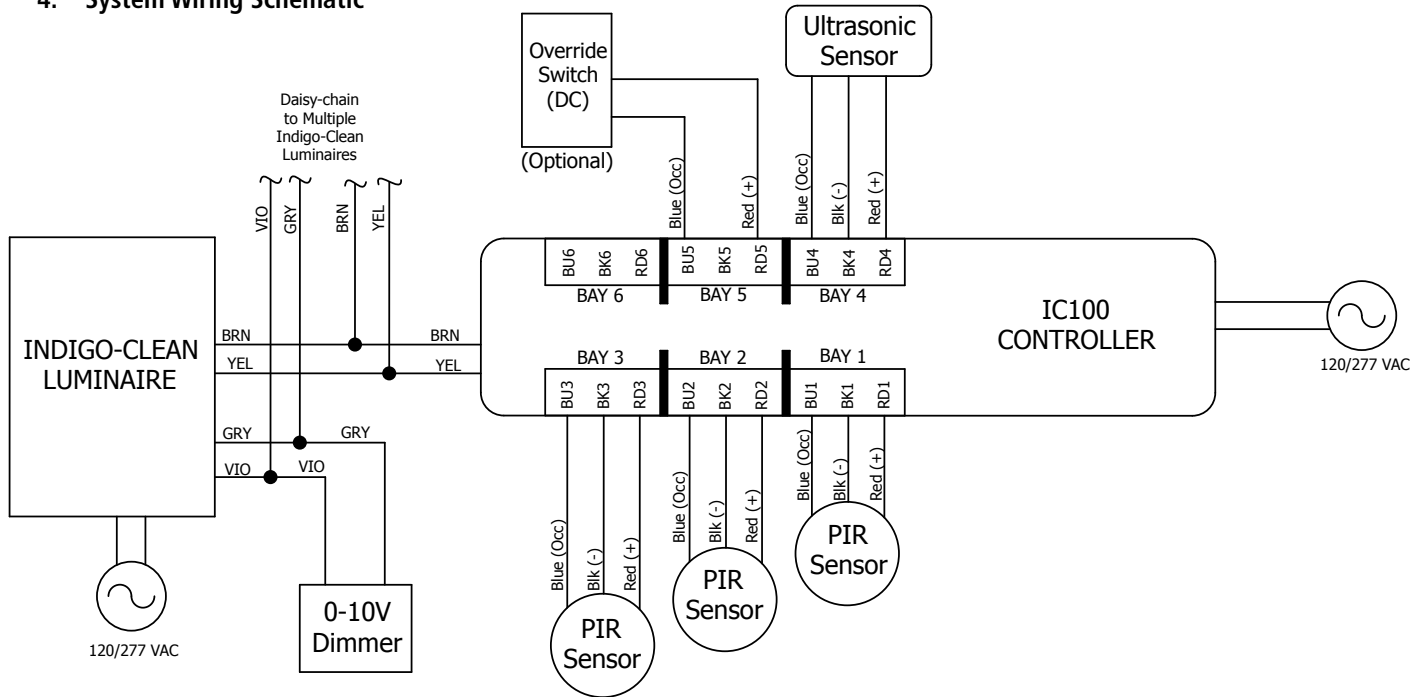 4. System Wiring Schematic
Override
Switch
(DC)
(Optional)
Ultrasonic
Sensor
Daisy-chain
to Multiple
Indigo-Clean
Luminaires
VIO
GRY
BRN
YEL
Blue (Occ)
Red (+)
Blue (Occ)
Blk (-)
Red (+)
BU6
BK6
RD6
BU5
BK5
RD5
BU4
BK4
RD4
BAY 6
BAY 5
BAY 4
INDIGO-CLEAN
LUMINAIRE
BRN
BRN
YEL
YEL
GRY
GRY
VIO
VIO
IC100
CONTROLLER
120/277 VAC
BAY 3
BAY 2
BAY 1
BU3
BK3
RD3
BU2
BK2
RD2
BU1
BK1
RD1
Blue (Occ)
Blk (-)
Red (+)
Blue (Occ)
Blk (-)
Red (+)
Blue (Occ)
Blk (-)
Red (+)
PIR
Sensor
PIR
Sensor
PIR
Sensor
0-10V
Dimmer
120/277 VAC